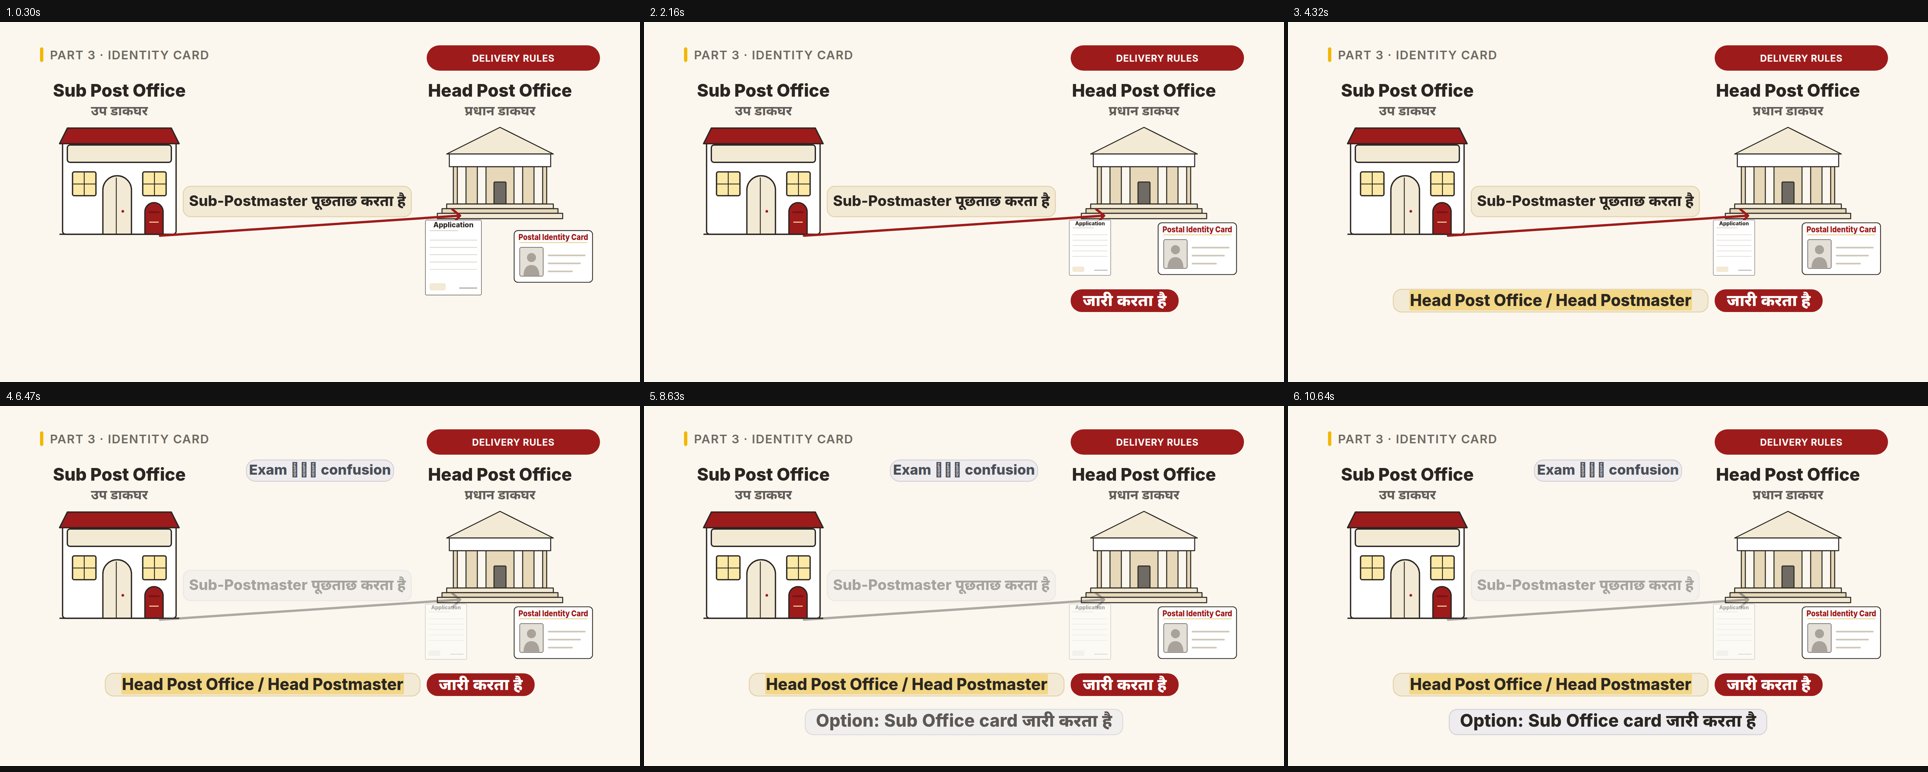 1. 0.30s
PART 3 · IDENTITY CARD
DELIVERY RULES
Sub Post Office
उप डाकघर
Head Post Office
प्रधान डाकघर
Sub-Postmaster पूछताछ करता है
Application
Postal Identity Card
2. 2.16s
PART 3 · IDENTITY CARD
DELIVERY RULES
Sub Post Office
उप डाकघर
Head Post Office
प्रधान डाकघर
Sub-Postmaster पूछताछ करता है
Application
Postal Identity Card
जारी करता है
3. 4.32s
PART 3 · IDENTITY CARD
DELIVERY RULES
Sub Post Office
उप डाकघर
Head Post Office
प्रधान डाकघर
Sub-Postmaster पूछताछ करता है
Application
Postal Identity Card
Head Post Office / Head Postmaster
जारी करता है
4. 6.47s
PART 3 · IDENTITY CARD
DELIVERY RULES
Exam confusion
Sub Post Office
उप डाकघर
Head Post Office
प्रधान डाकघर
Sub-Postmaster पूछताछ करता है
Application
Postal Identity Card
Head Post Office / Head Postmaster
जारी करता है
5. 8.63s
PART 3 · IDENTITY CARD
DELIVERY RULES
Exam confusion
Sub Post Office
उप डाकघर
Head Post Office
प्रधान डाकघर
Sub-Postmaster पूछताछ करता है
Application
Postal Identity Card
Head Post Office / Head Postmaster
जारी करता है
Option: Sub Office card जारी करता है
6. 10.64s
PART 3 · IDENTITY CARD
DELIVERY RULES
Exam confusion
Sub Post Office
उप डाकघर
Head Post Office
प्रधान डाकघर
Sub-Postmaster पूछताछ करता है
Application
Postal Identity Card
Head Post Office / Head Postmaster
जारी करता है
Option: Sub Office card जारी करता है